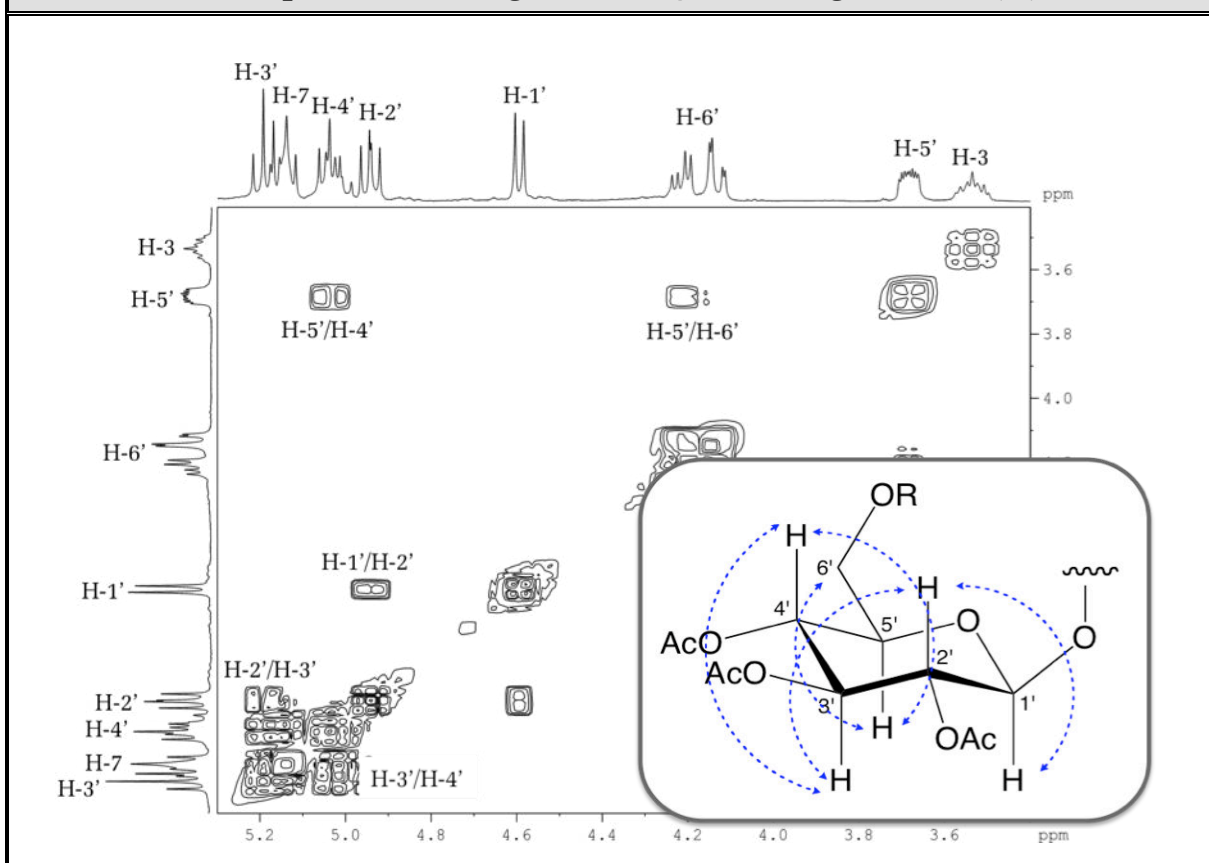 H-3'
H-7
H-4'
H-2'
H-1'
H-6'
H-5'
H-3
ppm
H-3
H-5'
H-6'
H-1'
H-2'
H-4'
H-7
H-3'
H-5'/H-4'
H-5'/H-6'
H-1'/H-2'
H-2'/H-3'
H-3'/H-4'
3.6
3.8
4.0
5.2 5.0 4.8 4.6 4.4 4.2 4.0 3.8 3.6 ppm
OR
H
6'
H
4'
5'
O
O
AcO
2'
AcO
1'
3'
H
OAc
H
H